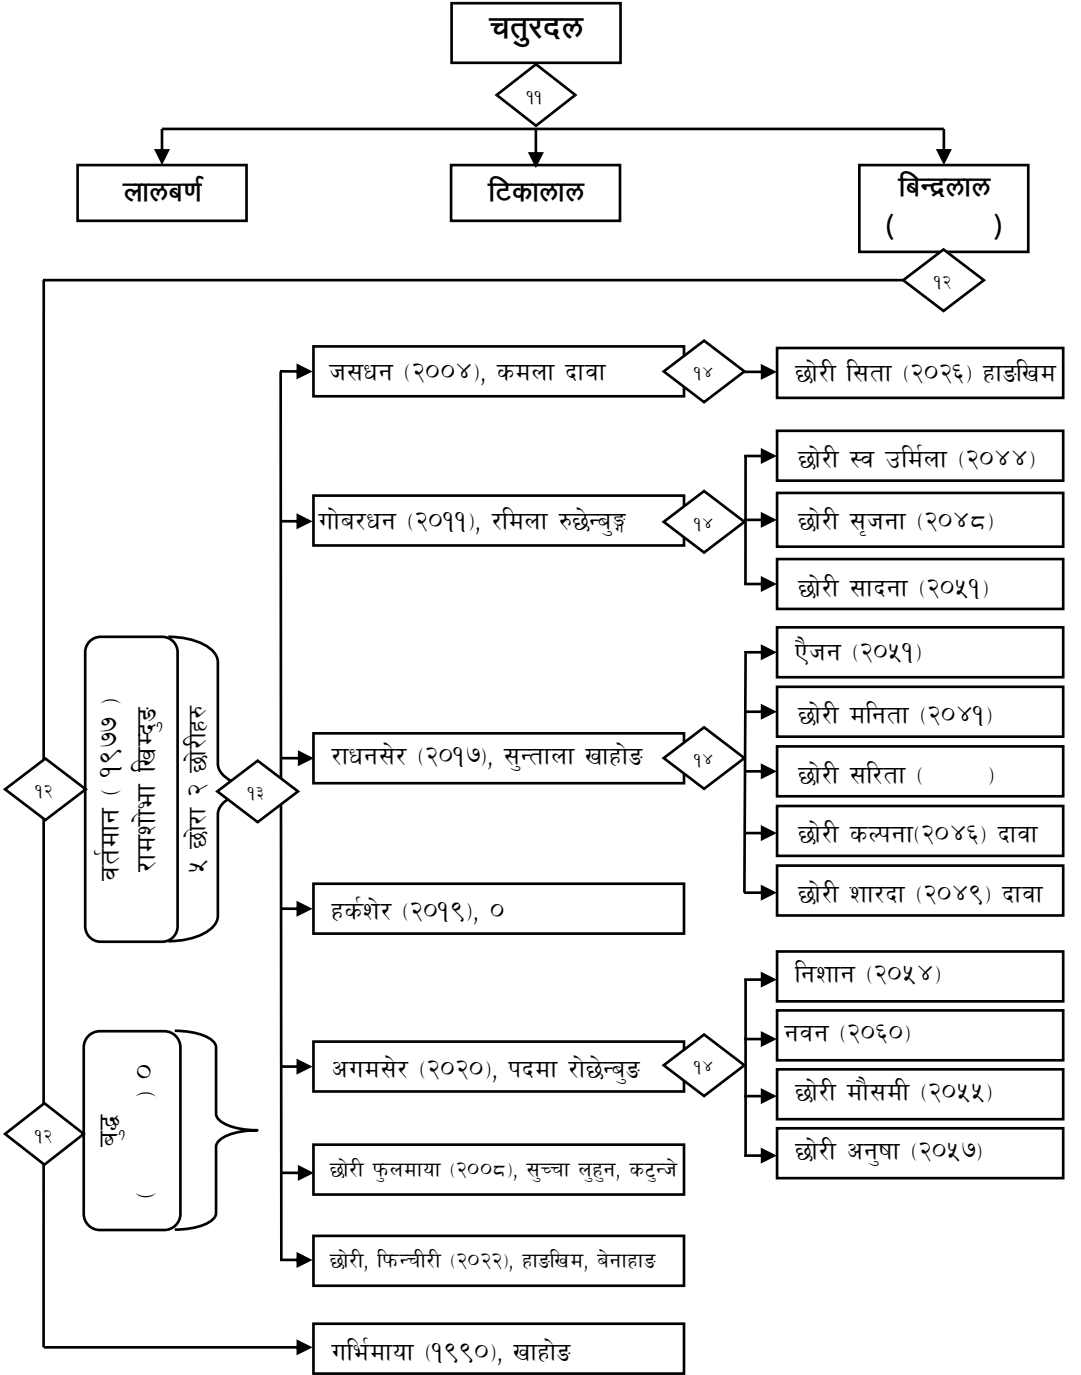 चतुरदल
११
लालबर्ण
टिकालाल
बिन्द्रलाल
( )
१२
जसधन (२००४), कमला दावा
१४
छोरी सिता (२०२६) हाङखिम
गोबरधन (२०११), रमिला रुछेन्बुङ्ग
१४
छोरी स्व उर्मिला (२०४४)
छोरी सृजना (२०४८)
छोरी सादना (२०५१)
१२
वर्तमान ( १९७७ )
रामशोभा खिम्दुङ
५ छोरा २ छोरीहरु
१३
राधनसेर (२०१७), सुन्ताला खाहोङ
१४
ऐजन (२०५१)
छोरी मनिता (२०४१)
छोरी सरिता ( )
छोरी कल्पना(२०४६) दावा
छोरी शारदा (२०४९) दावा
हर्कशेर (२०१९), ०
अगमसेर (२०२०), पदमा रोछेन्बुङ
१४
निशान (२०५४)
नवन (२०६०)
छोरी मौसमी (२०५५)
छोरी अनुषा (२०५७)
१२
( ) ०
छोरी फुलमाया (२००८), सुच्चा लुहुन, कटुन्जे
छोरी, फिन्चीरी (२०२२), हाङखिम, बेनाहाङ
गर्भिमाया (१९९०), खाहोङ